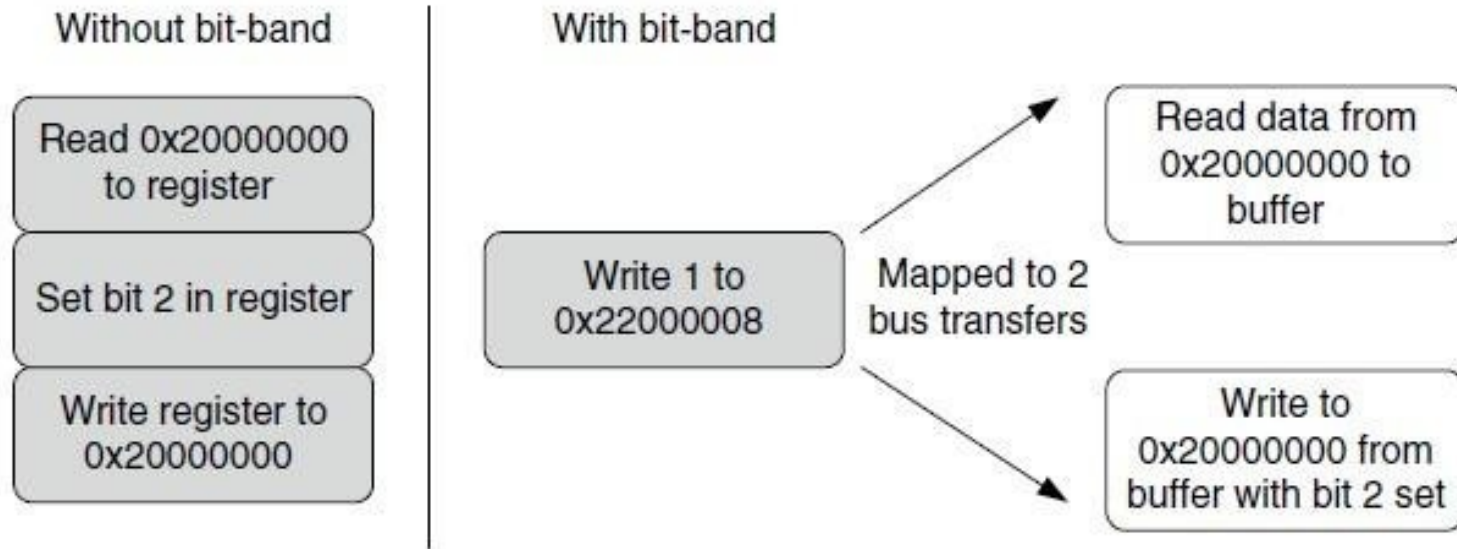 Without bit-band
Read 0x20000000
to register
Set bit 2 in register
Write register to
0x20000000
With bit-band
Write 1 to
0x22000008
Mapped to 2
bus transfers
Read data from
0x20000000 to
buffer
Write to
0x20000000 from
buffer with bit 2 set